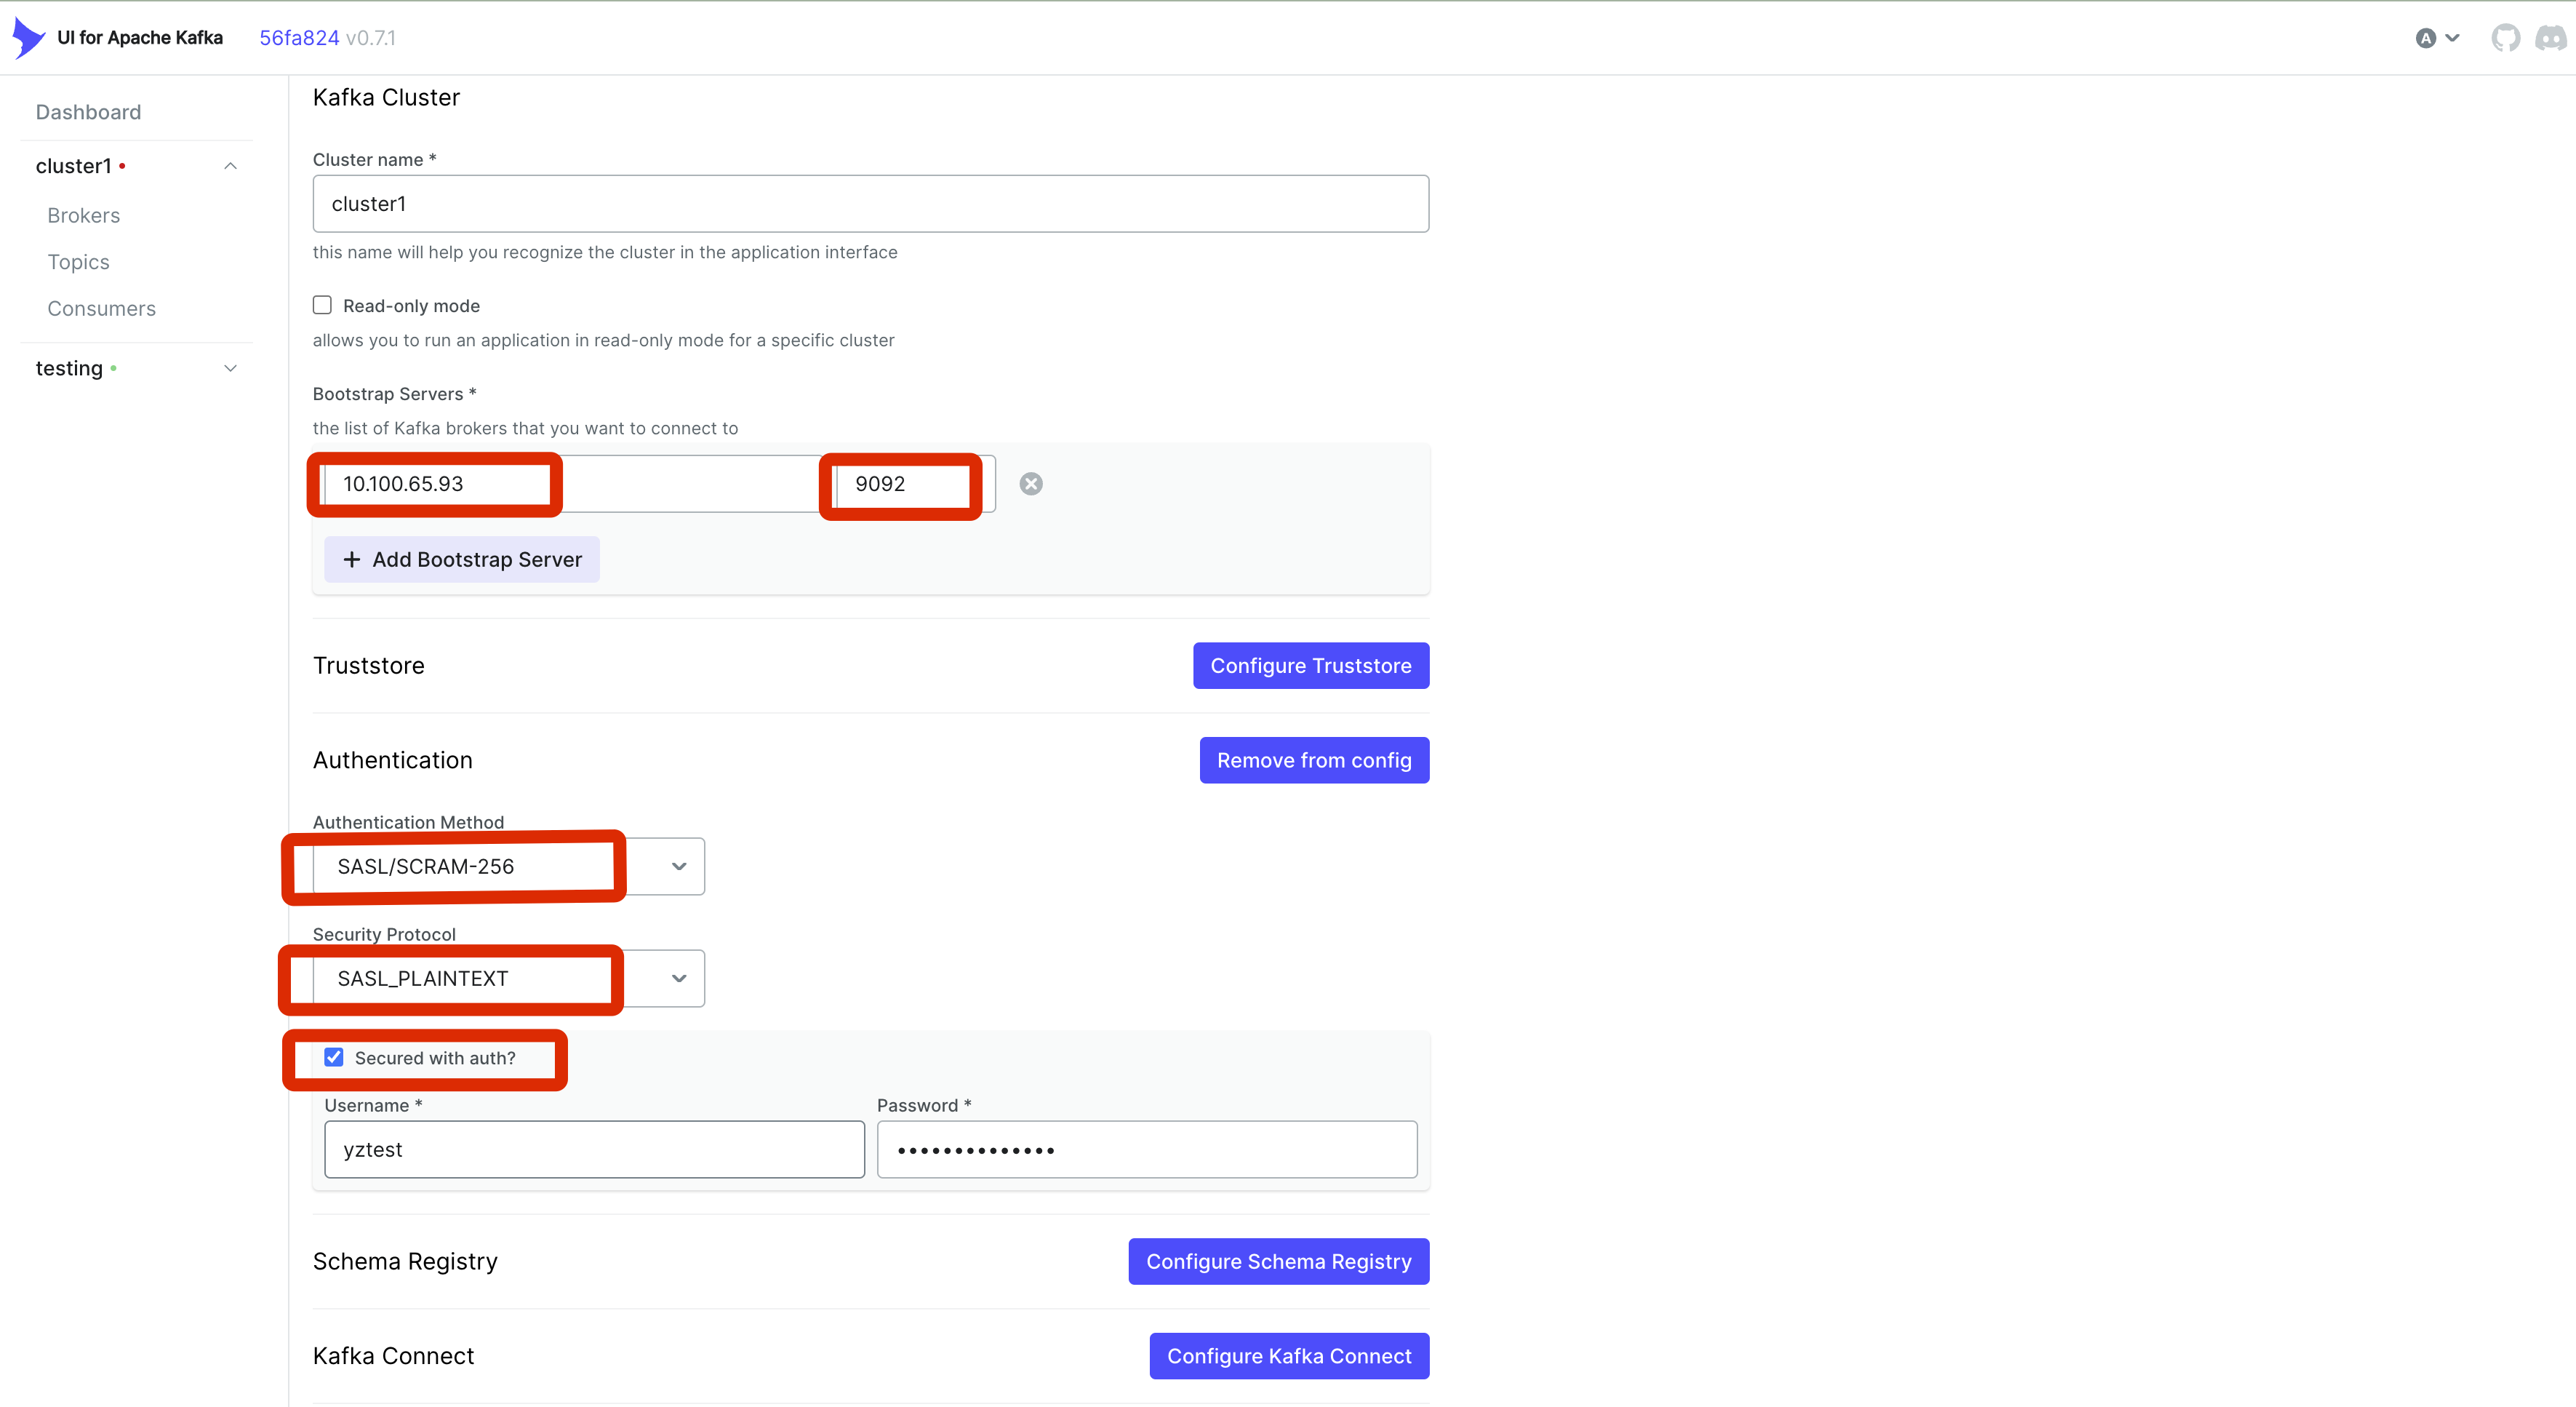 UI for Apache Kafka 56fa824 v0.7.1
A
Dashboard
cluster1
Brokers
Topics
Consumers
testing
Kafka Cluster
Cluster name *
cluster1
this name will help you recognize the cluster in the application interface
Read-only mode
allows you to run an application in read-only mode for a specific cluster
Bootstrap Servers *
the list of Kafka brokers that you want to connect to
10.100.65.93 9092
+ Add Bootstrap Server
Truststore Configure Truststore
Authentication Remove from config
Authentication Method
SASL/SCRAM-256
Security Protocol
SASL_PLAINTEXT
Secured with auth?
Username * Password *
yztest ••••••••••••••
Schema Registry Configure Schema Registry
Kafka Connect Configure Kafka Connect